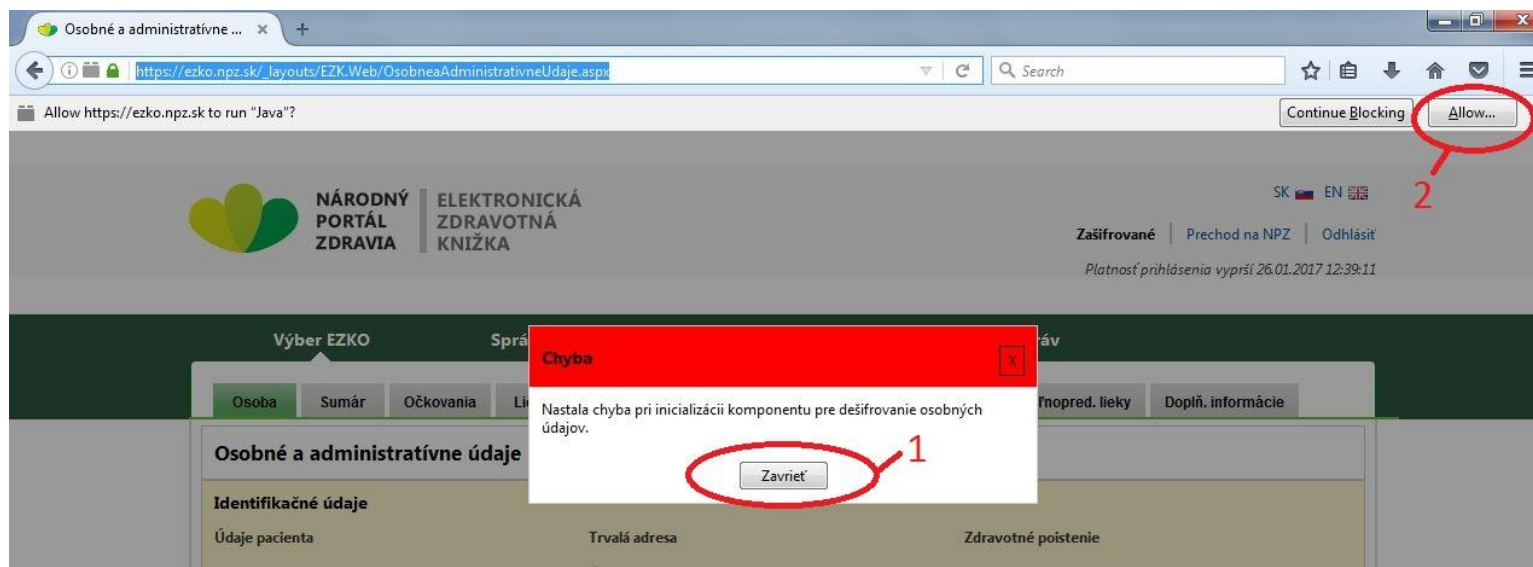 Osobné a administratívne ...
https://ezko.npz.sk/_layouts/EZK.Web/OsobneaAdministrativneUdaje.aspx
Search
Allow https://ezko.npz.sk to run "Java"?
Continue Blocking
Allow...
2
NÁRODNÝ
PORTÁL
ZDRAVIA
ELEKTRONICKÁ
ZDRAVOTNÁ
KNIŽKA
SK EN
Zašifrované Prechod na NPZ Odhlásiť
Platnosť prihlásenia vyprší 26.01.2017 12:39:11
Výber EZKO
Chyba
X
Osoba Sumár Očkovania
lieky Doplň. informácie
Nastala chyba pri inicializácii komponentu pre dešifrovanie osobných
údajov.
1
Zavrieť
Osobné a administratívne údaje
Identifikačné údaje
Údaje pacienta Trvalá adresa Zdravotné poistenie